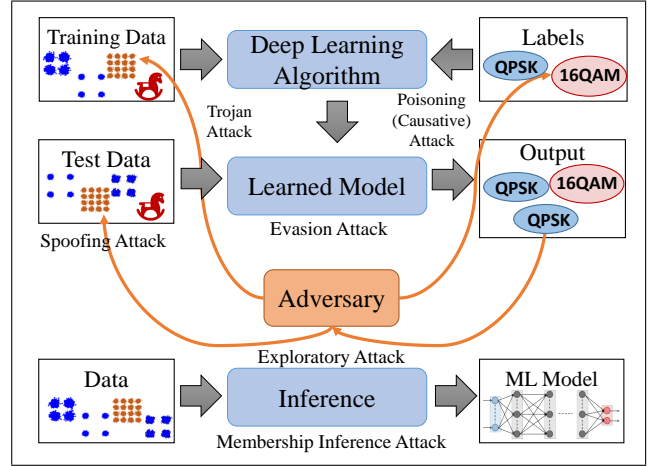 Training Data
Deep Learning
Algorithm
Labels
QPSK
16QAM
Trojan
Attack
Poisoning
(Causative)
Attack
Test Data
Learned Model
Output
QPSK
16QAM
QPSK
Spoofing Attack
Evasion Attack
Adversary
Exploratory Attack
Data
Inference
ML Model
Membership Inference Attack